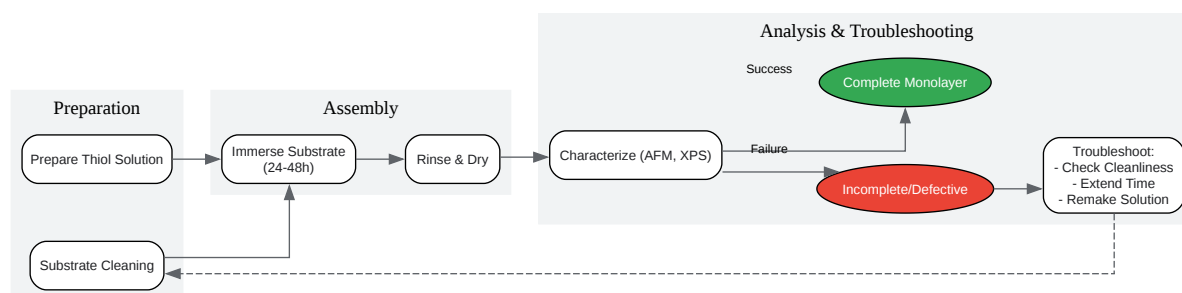 Preparation
Prepare Thiol Solution
Substrate Cleaning
Assembly
Immerse Substrate
(24-48h)
Rinse & Dry
Analysis & Troubleshooting
Characterize (AFM, XPS)
Success
Complete Monolayer
Failure
Incomplete/Defective
Troubleshoot:
- Check Cleanliness
- Extend Time
- Remake Solution